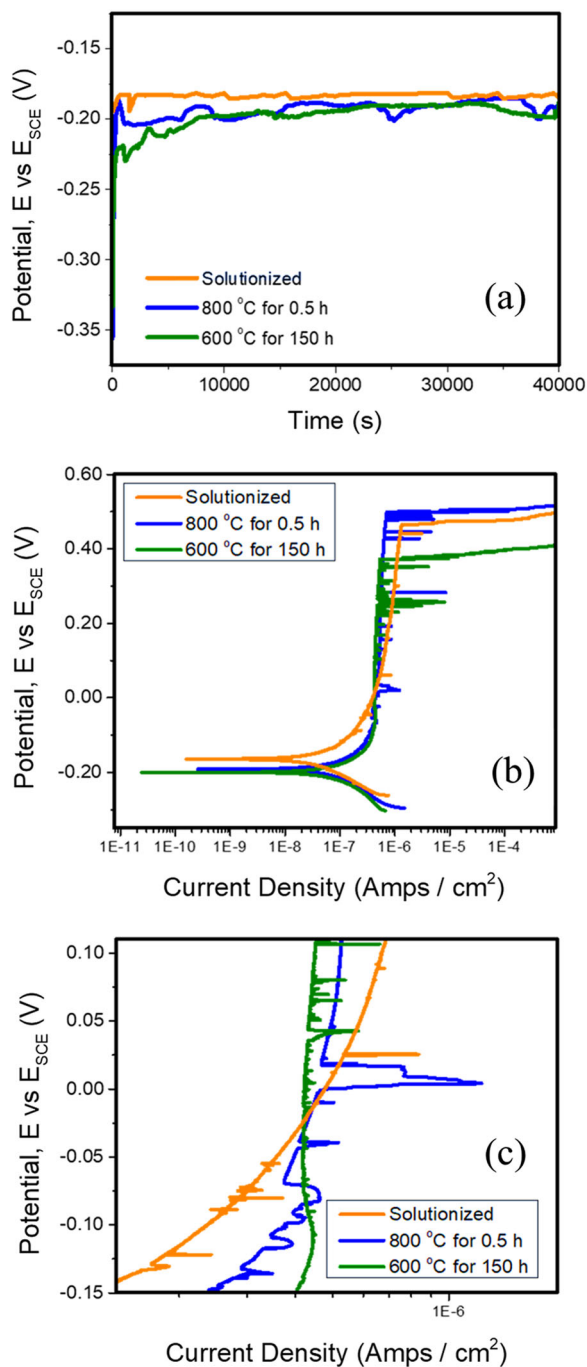 -0.15
-0.20
-0.25
-0.30
-0.35
Potential, E vs E_SCE (V)
Solutionized
800 °C for 0.5 h
600 °C for 150 h
(a)
0 10000 20000 30000 40000
Time (s)
0.60
0.40
0.20
0.00
-0.20
Potential, E vs E_SCE (V)
Solutionized
800 °C for 0.5 h
600 °C for 150 h
(b)
1E-11 1E-10 1E-9 1E-8 1E-7 1E-6 1E-5 1E-4
Current Density (Amps / cm²)
0.10
0.05
0.00
-0.05
-0.10
-0.15
Potential, E vs E_SCE (V)
(c)
Solutionized
800 °C for 0.5 h
600 °C for 150 h
1E-6
Current Density (Amps / cm²)